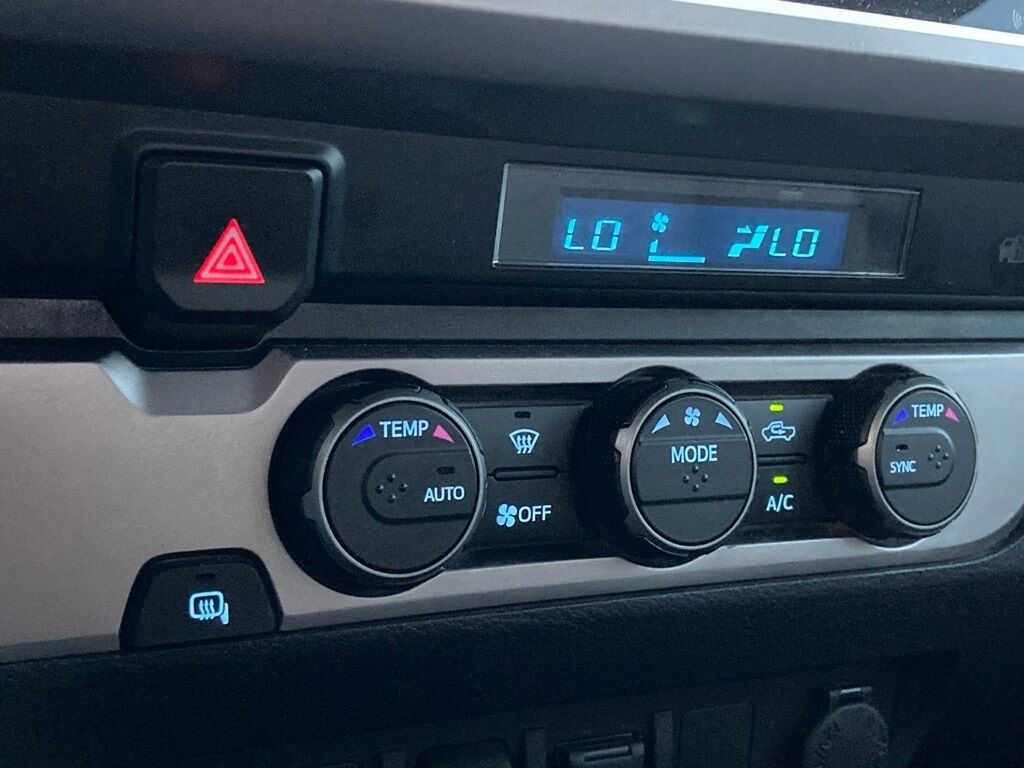 LO LO
TEMP
AUTO
OFF
MODE
A/C
TEMP
SYNC